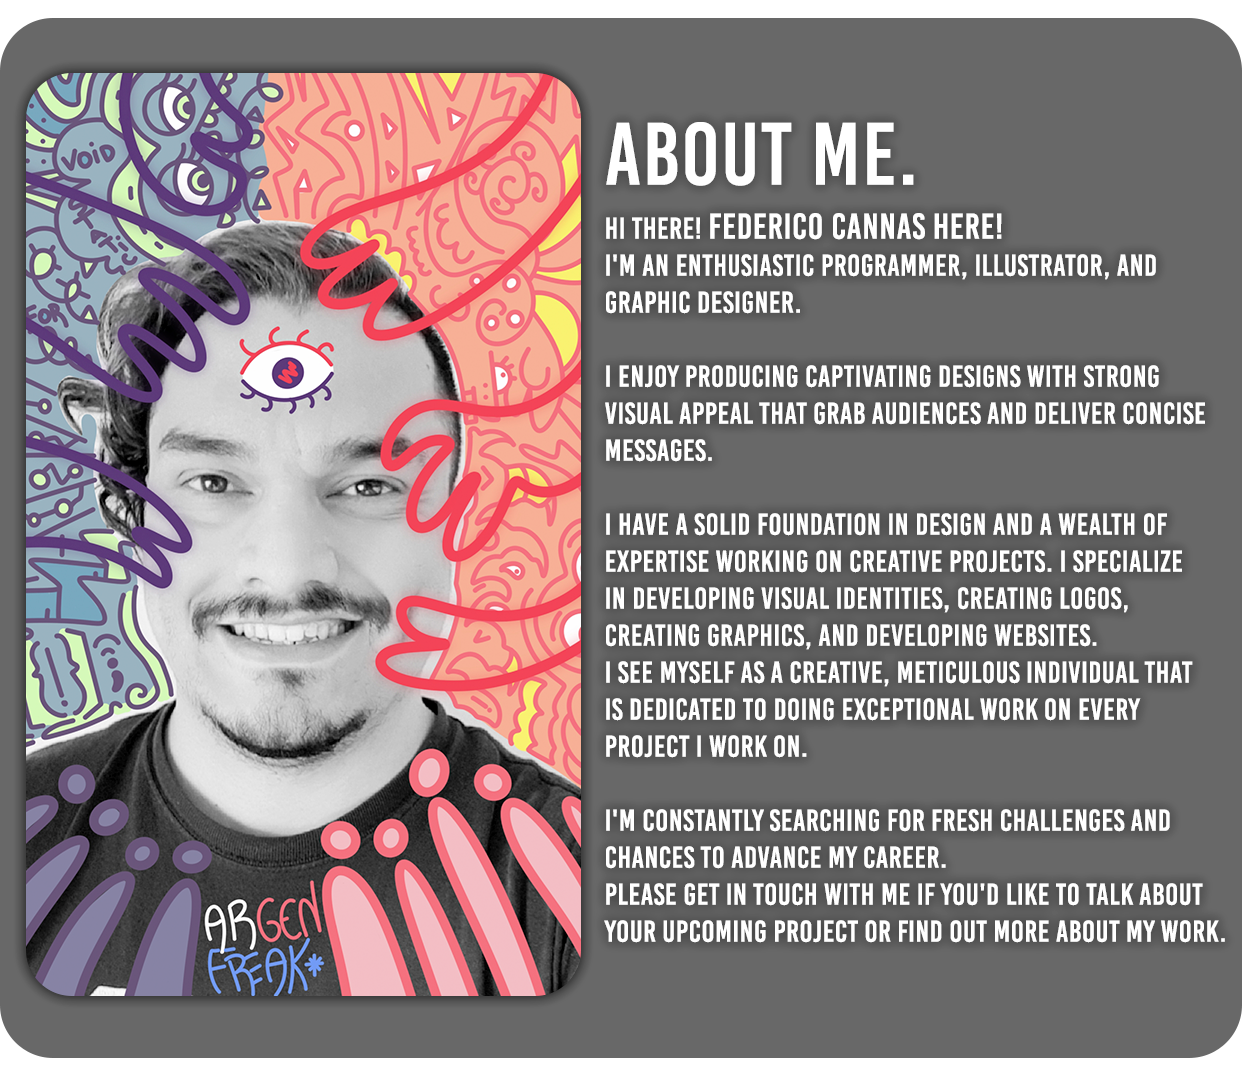 VOID
STATIC
FOR
ARGEN
FREAK*
ABOUT ME.
HI THERE! FEDERICO CANNAS HERE!
I'M AN ENTHUSIASTIC PROGRAMMER, ILLUSTRATOR, AND
GRAPHIC DESIGNER.
I ENJOY PRODUCING CAPTIVATING DESIGNS WITH STRONG
VISUAL APPEAL THAT GRAB AUDIENCES AND DELIVER CONCISE
MESSAGES.
I HAVE A SOLID FOUNDATION IN DESIGN AND A WEALTH OF
EXPERTISE WORKING ON CREATIVE PROJECTS. I SPECIALIZE
IN DEVELOPING VISUAL IDENTITIES, CREATING LOGOS,
CREATING GRAPHICS, AND DEVELOPING WEBSITES.
I SEE MYSELF AS A CREATIVE, METICULOUS INDIVIDUAL THAT
IS DEDICATED TO DOING EXCEPTIONAL WORK ON EVERY
PROJECT I WORK ON.
I'M CONSTANTLY SEARCHING FOR FRESH CHALLENGES AND
CHANCES TO ADVANCE MY CAREER.
PLEASE GET IN TOUCH WITH ME IF YOU'D LIKE TO TALK ABOUT
YOUR UPCOMING PROJECT OR FIND OUT MORE ABOUT MY WORK.